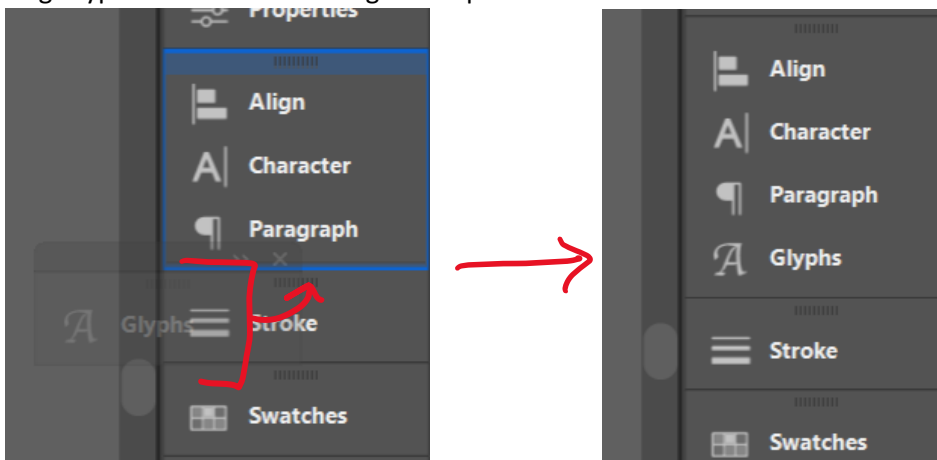 Properties
Align
Character
Paragraph
Glyphs
Stroke
Swatches
Align
Character
Paragraph
Glyphs
Stroke
Swatches